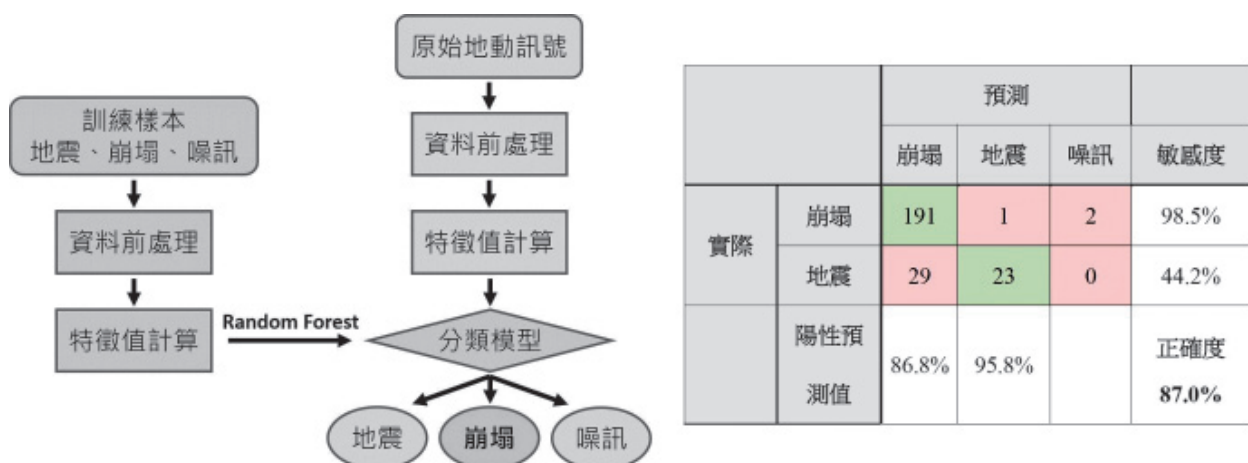 原始地動訊號
訓練樣本
地震、崩塌、噪訊
資料前處理
資料前處理
特徵值計算
特徵值計算
Random Forest
分類模型
地震
崩塌
噪訊
預測
崩塌 地震 噪訊 敏感度
實際
崩塌 191 1 2 98.5%
地震 29 23 0 44.2%
陽性預
測值
86.8% 95.8%
正確度
87.0%